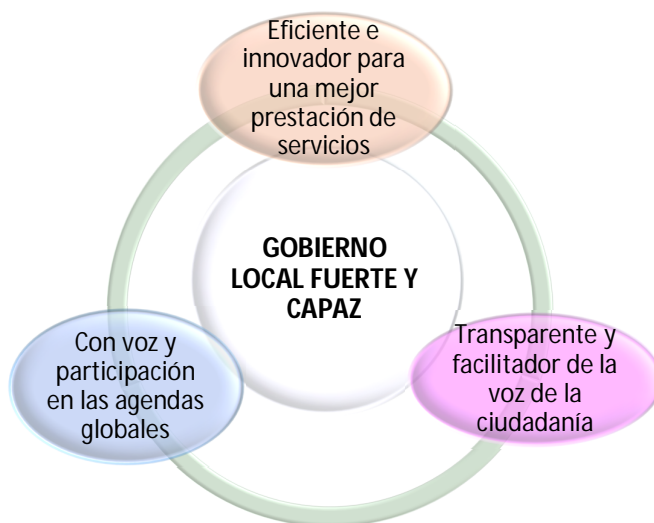 Eficiente e
innovador para
una mejor
prestación de
servicios
GOBIERNO
LOCAL FUERTE Y
CAPAZ
Con voz y
participación
en las agendas
globales
Transparente y
facilitador de la
voz de la
ciudadanía